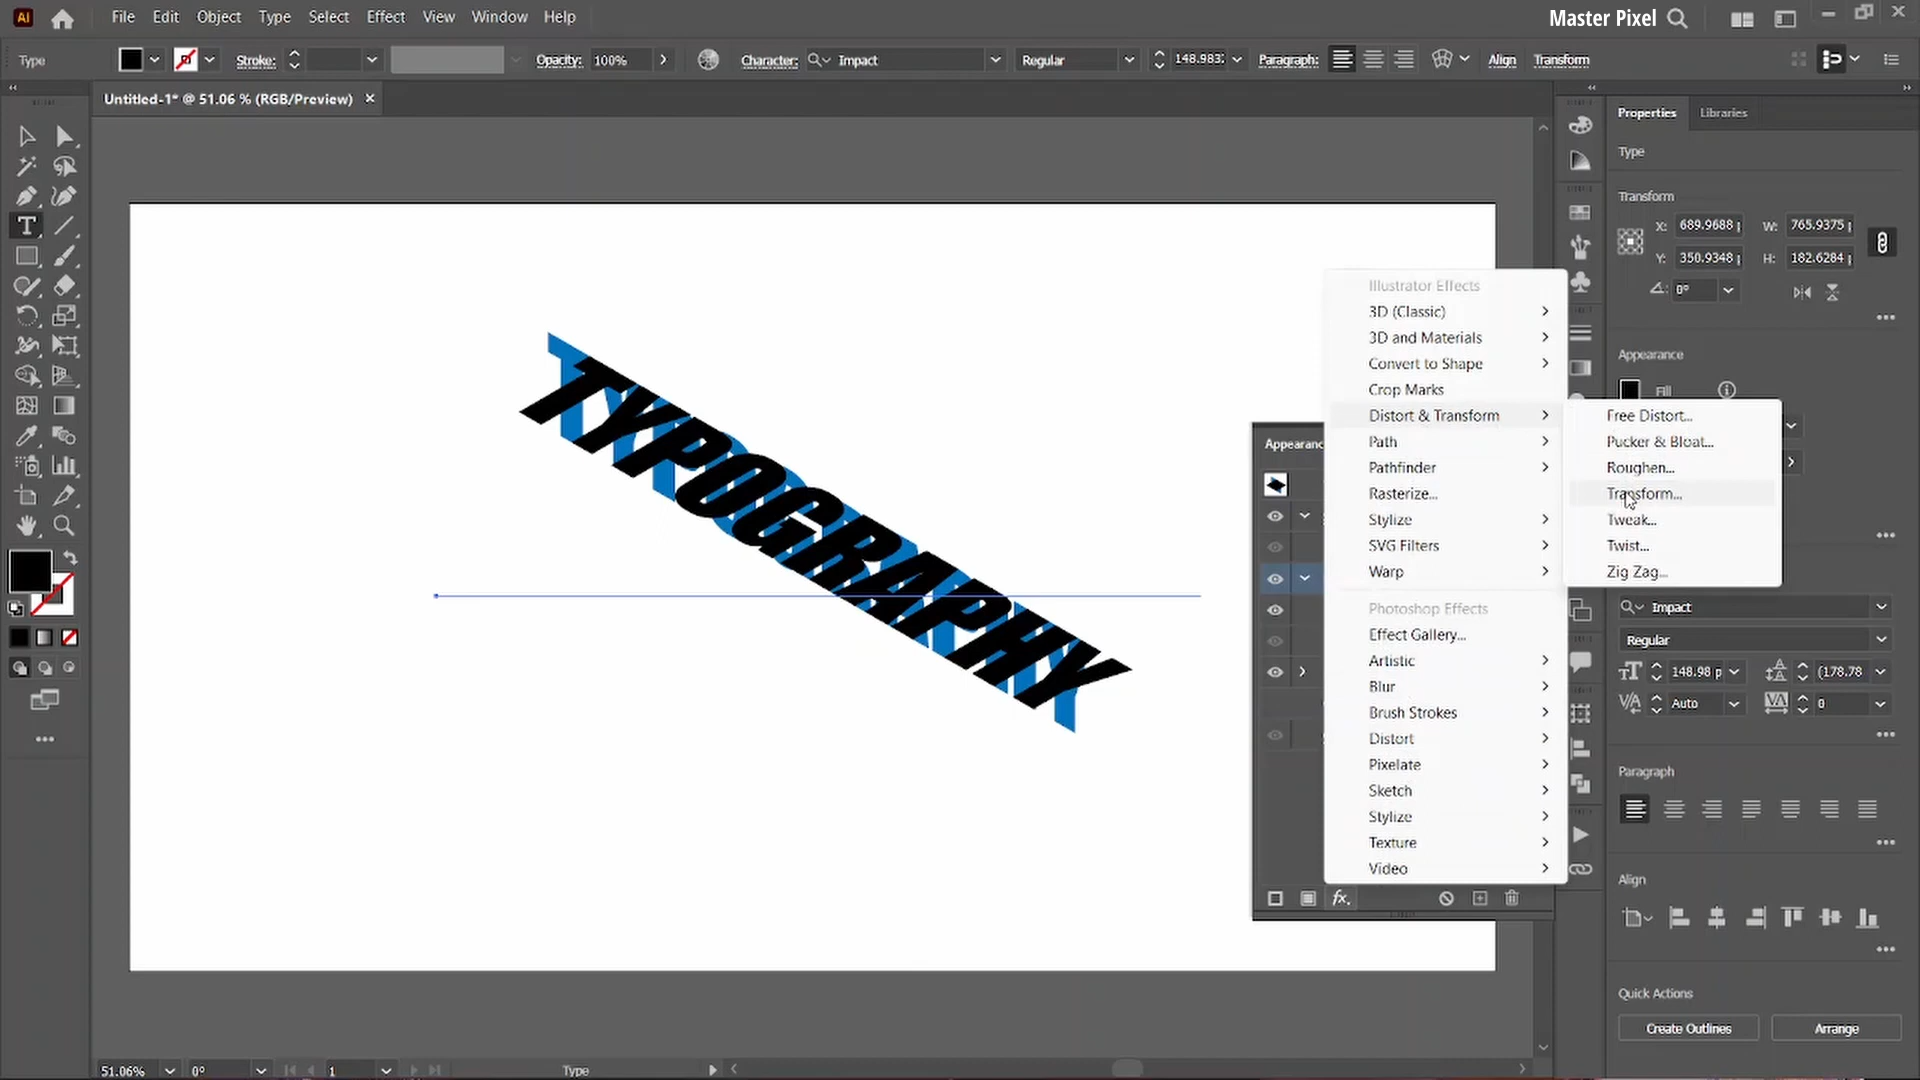 Ai File Edit Object Type Select Effect View Window Help Master Pixel
Type Stroke: Opacity: 100% Character: Impact Regular 148.983 Paragraph: Align Transform
Untitled-1* @ 51.06 % (RGB/Preview)
Properties Libraries
Type
Transform
X: 689.9688 W: 765.9375
Y: 350.9348 H: 182.6284
0°
Appearance
Fill
TYPOGRAPHY
Appearanc
Illustrator Effects
3D (Classic)
3D and Materials
Convert to Shape
Crop Marks
Distort & Transform
Path
Pathfinder
Rasterize...
Stylize
SVG Filters
Warp
Photoshop Effects
Effect Gallery...
Artistic
Blur
Brush Strokes
Distort
Pixelate
Sketch
Stylize
Texture
Video
fx.
Free Distort...
Pucker & Bloat...
Roughen...
Transform...
Tweak...
Twist...
Zig Zag...
Impact
Regular
148.98 p (178.78
Auto 0
Paragraph
Align
Quick Actions
Create Outlines Arrange
51.06% 0° 1 Type